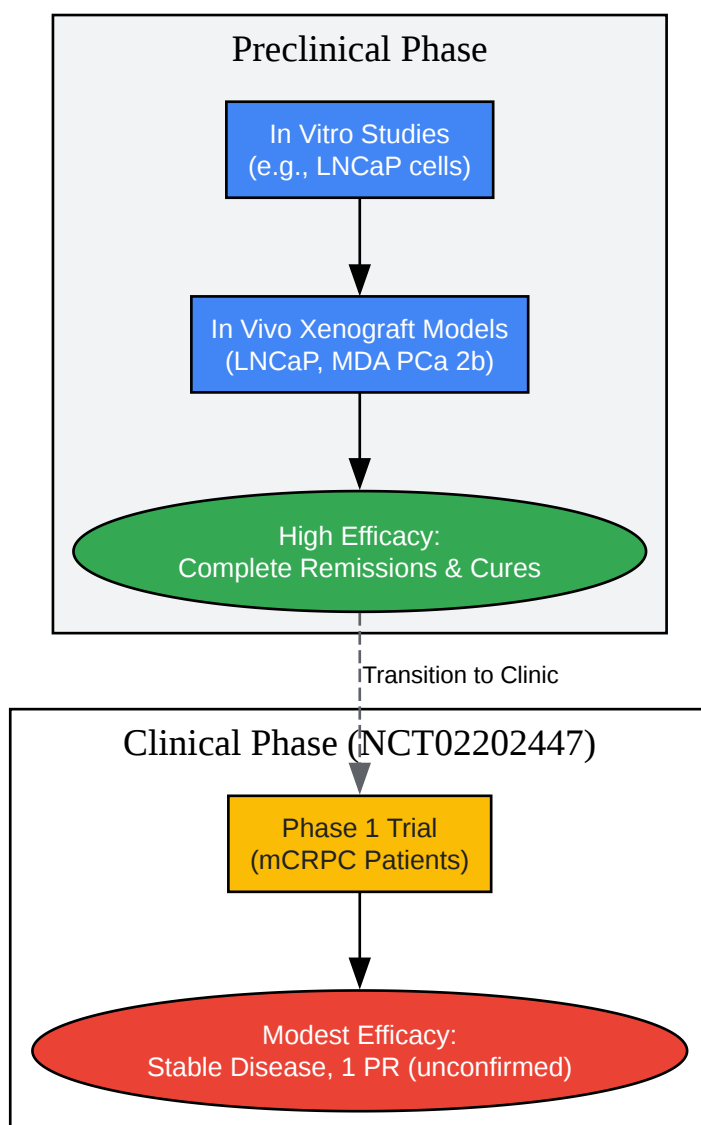 Preclinical Phase
In Vitro Studies
(e.g., LNCaP cells)
In Vivo Xenograft Models
(LNCaP, MDA PCa 2b)
High Efficacy:
Complete Remissions & Cures
Transition to Clinic
Clinical Phase (NCT02202447)
Phase 1 Trial
(mCRPC Patients)
Modest Efficacy:
Stable Disease, 1 PR (unconfirmed)